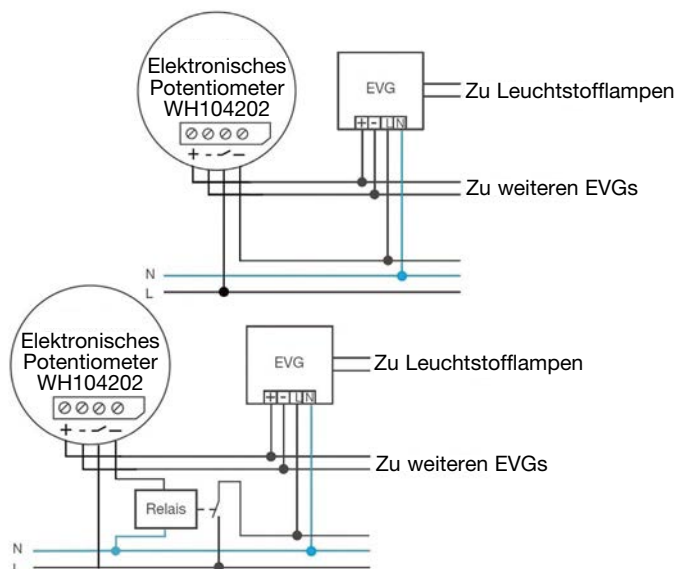 Elektronisches
Potentiometer
WH104202
+ -
EVG
+ - L N
Zu Leuchtstofflampen
Zu weiteren EVGs
N
L
Elektronisches
Potentiometer
WH104202
+ -
EVG
+ - L N
Zu Leuchtstofflampen
Zu weiteren EVGs
Relais
N
L